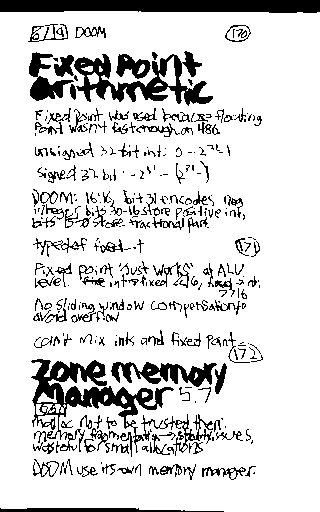 5/19 DOOM 170
Fixed Point
Arithmetic
Fixed Point was used because floating
Point wasn't fast enough on 486.
unsigned 32 bit int: 0 - 2^32-1
signed 32 bit: -2^31 - (2^31-1)
DOOM: 16.16, bit 31 encodes neg
integers bits 30-16 store positive int,
bits 15-0 store fractional part
typedef fixed_t 171
Fixed point "Just Works" at ALU
level. int → fixed <<16, fixed → int
>>16
No sliding window compensation to
avoid overflow
can't mix ints and fixed Point
172
Zone memory
Manager 5.7
malloc not to be trusted then.
memory fragmentation → stability issues,
wasteful for small allocations
DOOM use its own memory manager.